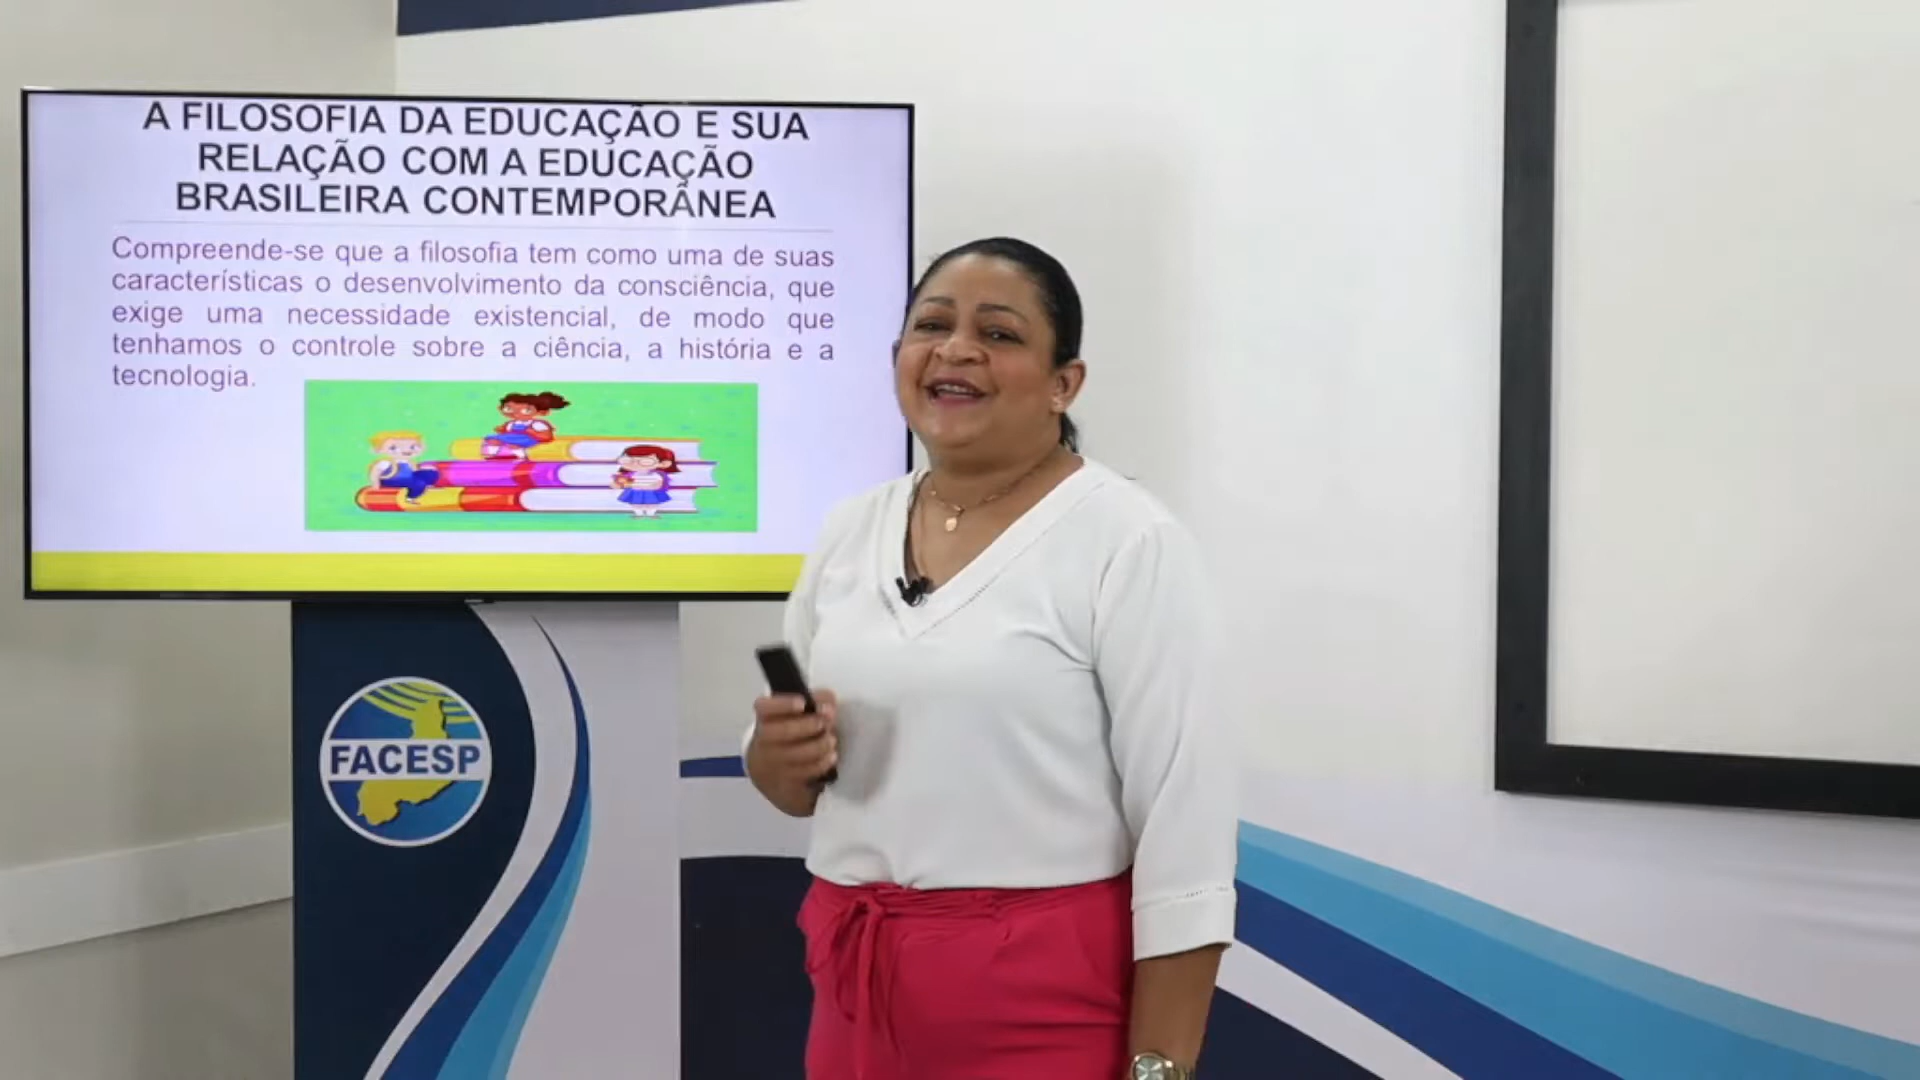 A FILOSOFIA DA EDUCAÇÃO E SUA
RELAÇÃO COM A EDUCAÇÃO
BRASILEIRA CONTEMPORÂNEA
Compreende-se que a filosofia tem como uma de suas
características o desenvolvimento da consciência, que
exige uma necessidade existencial, de modo que
tenhamos o controle sobre a ciência, a história e a
tecnologia.
FACESP